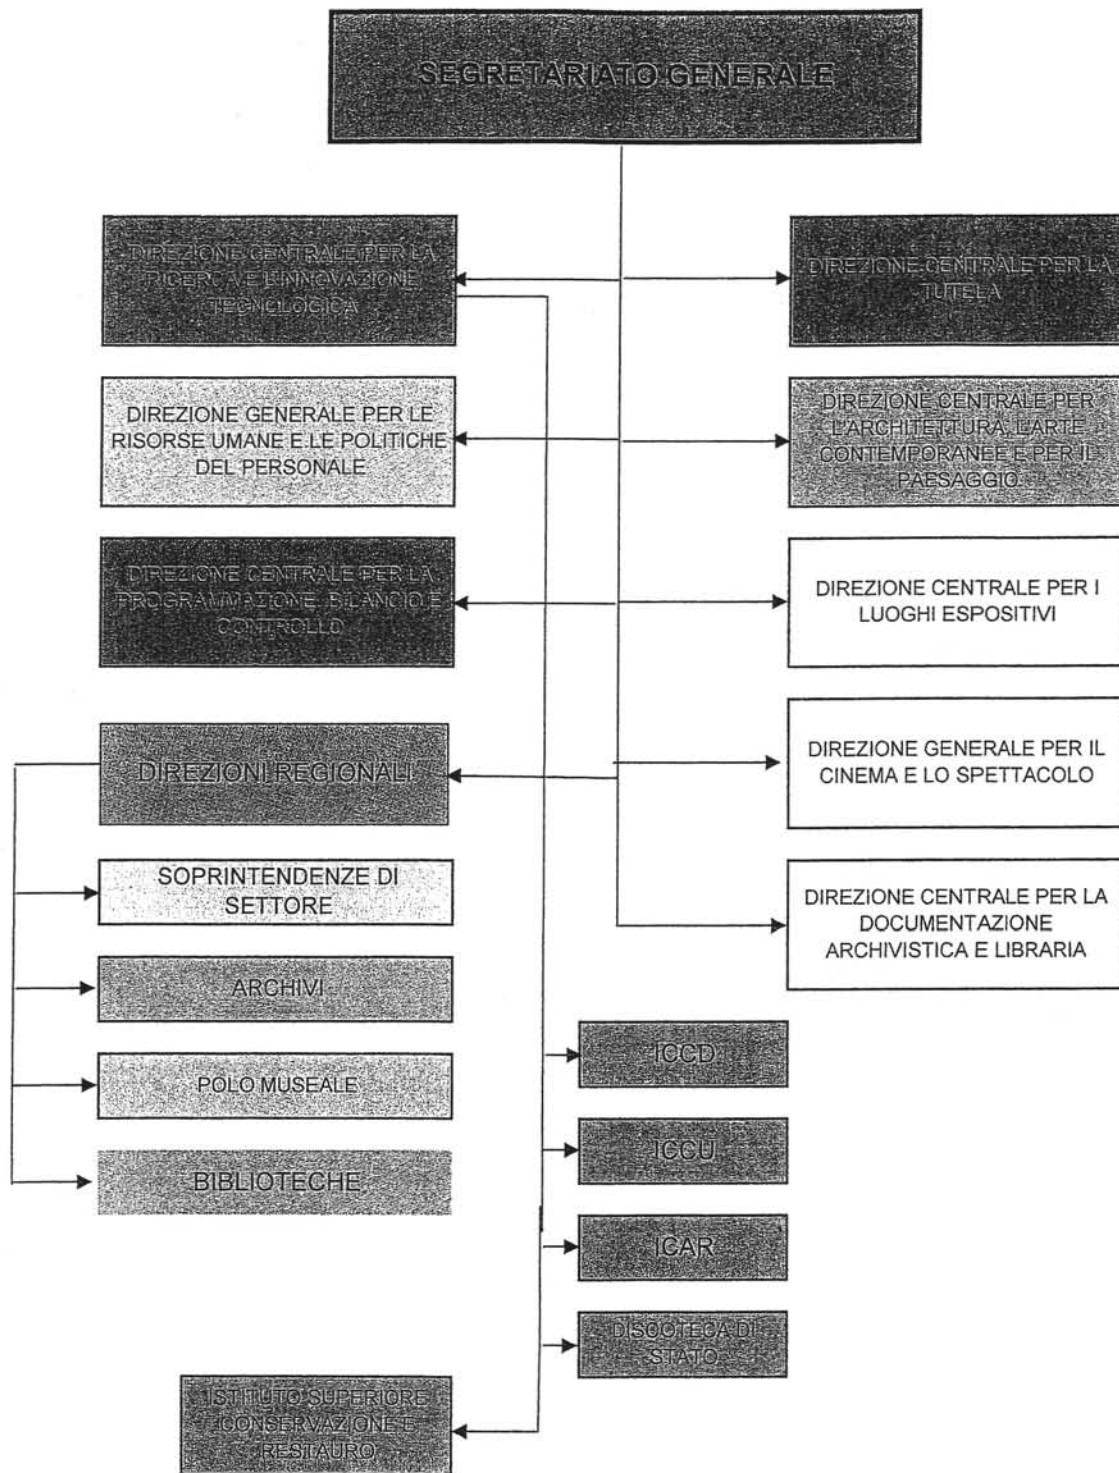 SEGRETARIATO GENERALE
DIREZIONE CENTRALE PER LA
RICERCA E L'INNOVAZIONE
TECNOLOGICA
DIREZIONE CENTRALE PER LA
TUTELA
DIREZIONE GENERALE PER LE
RISORSE UMANE E LE POLITICHE
DEL PERSONALE
DIREZIONE CENTRALE PER
L'ARCHITETTURA, L'ARTE
CONTEMPORANEE E PER IL
PAESAGGIO
DIREZIONE CENTRALE PER LA
PROGRAMMAZIONE, BILANCIO E
CONTROLLO
DIREZIONE CENTRALE PER I
LUOGHI ESPOSITIVI
DIREZIONI REGIONALI
DIREZIONE GENERALE PER IL
CINEMA E LO SPETTACOLO
SOPRINTENDENZE DI
SETTORE
DIREZIONE CENTRALE PER LA
DOCUMENTAZIONE
ARCHIVISTICA E LIBRARIA
ARCHIVI
POLO MUSEALE
BIBLIOTECHE
ICCD
ICCU
ICAR
DISCOTECA DI
STATO
ISTITUTO SUPERIORE
CONSERVAZIONE E
RESTAURO